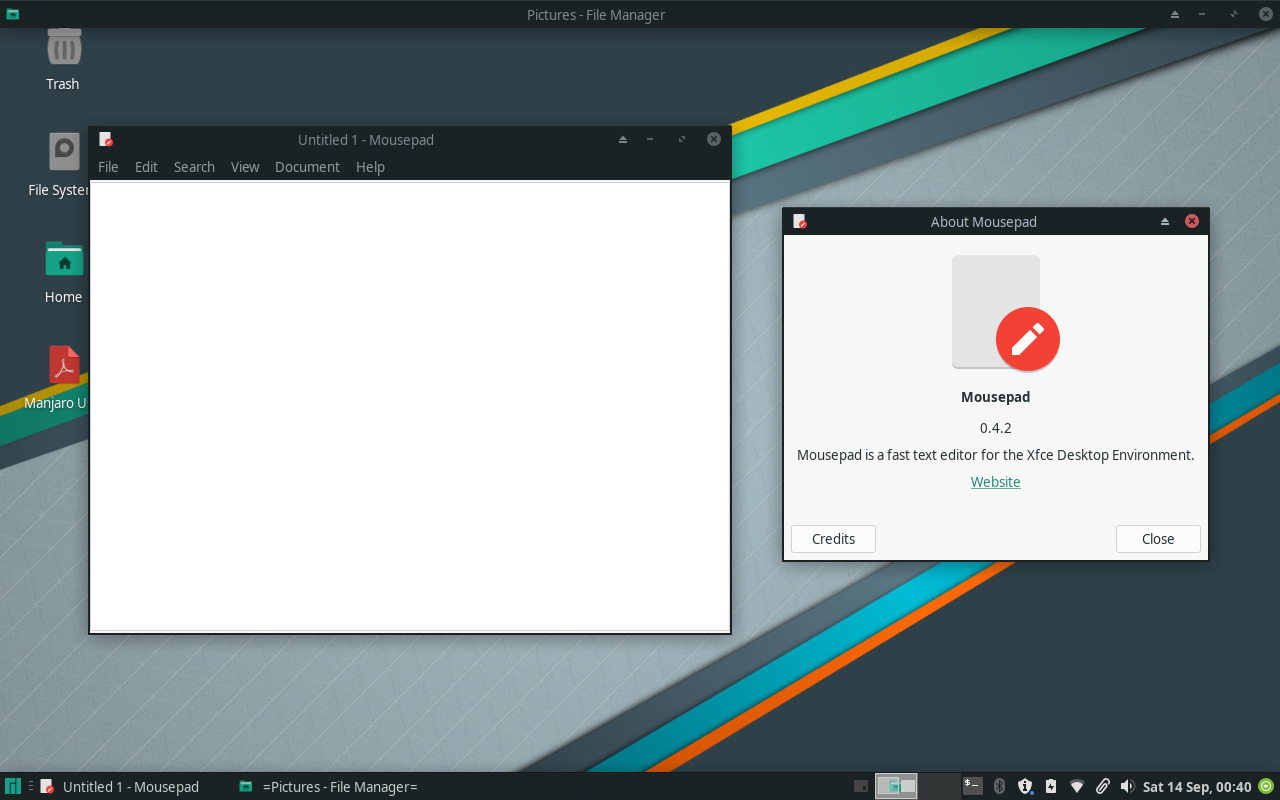 Pictures - File Manager
Trash
File Syste
Home
Manjaro U
Untitled 1 - Mousepad
File Edit Search View Document Help
About Mousepad
Mousepad
0.4.2
Mousepad is a fast text editor for the Xfce Desktop Environment.
Website
Credits Close
Untitled 1 - Mousepad =Pictures - File Manager= Sat 14 Sep, 00:40